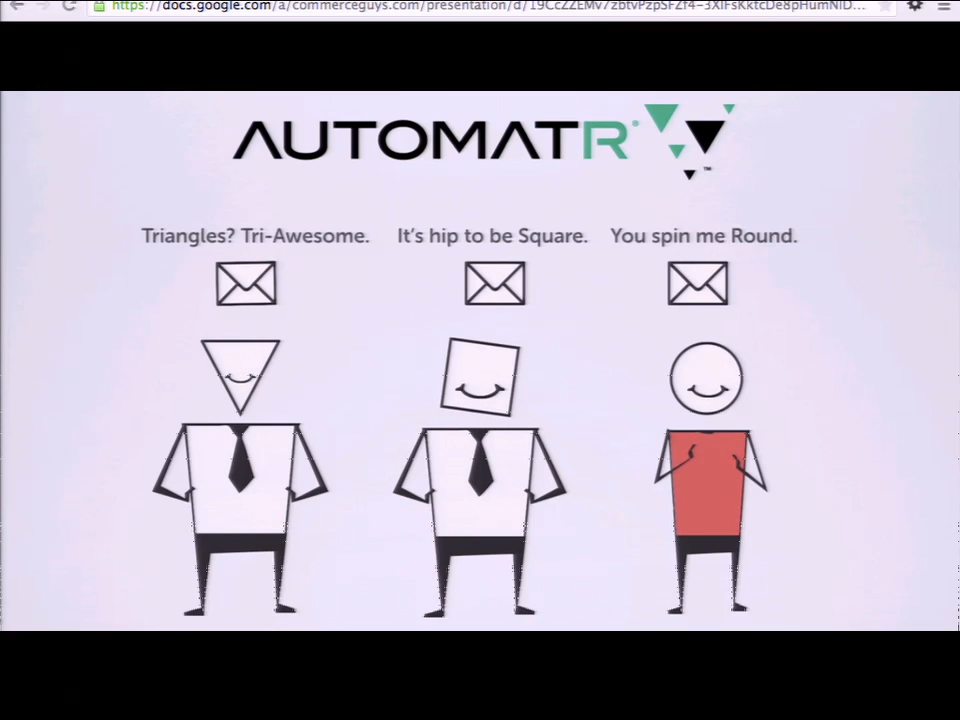 https://docs.google.com/a/commerceguys.com/presentation/d/
AUTOMATR
™
Triangles? Tri-Awesome. It's hip to be Square. You spin me Round.